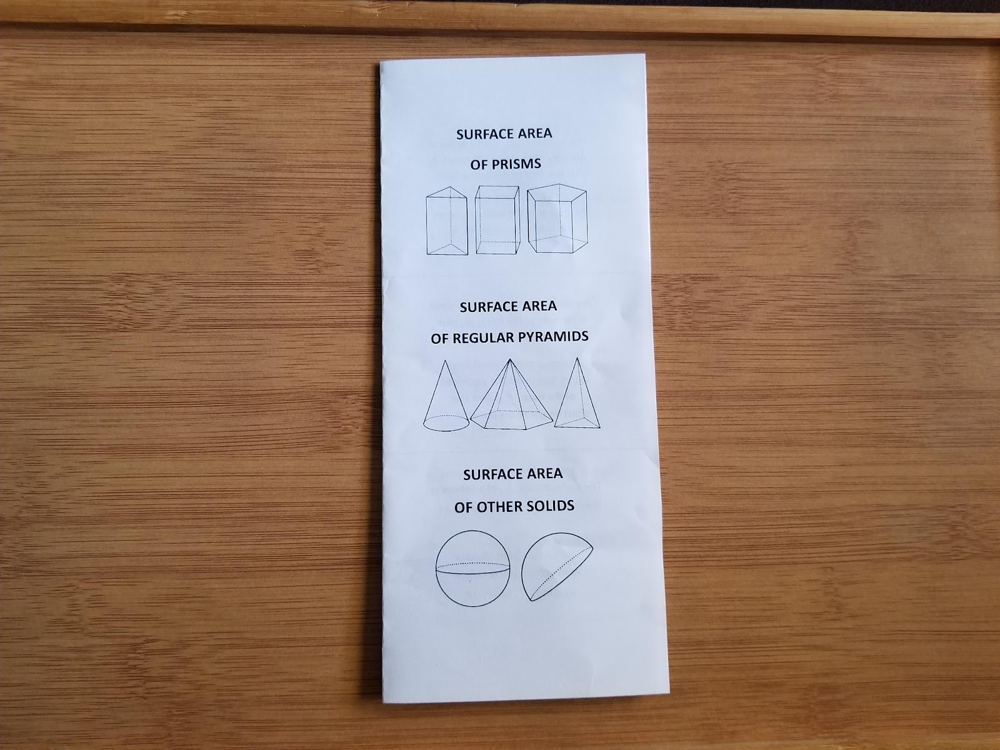 SURFACE AREA
OF PRISMS
SURFACE AREA
OF REGULAR PYRAMIDS
SURFACE AREA
OF OTHER SOLIDS